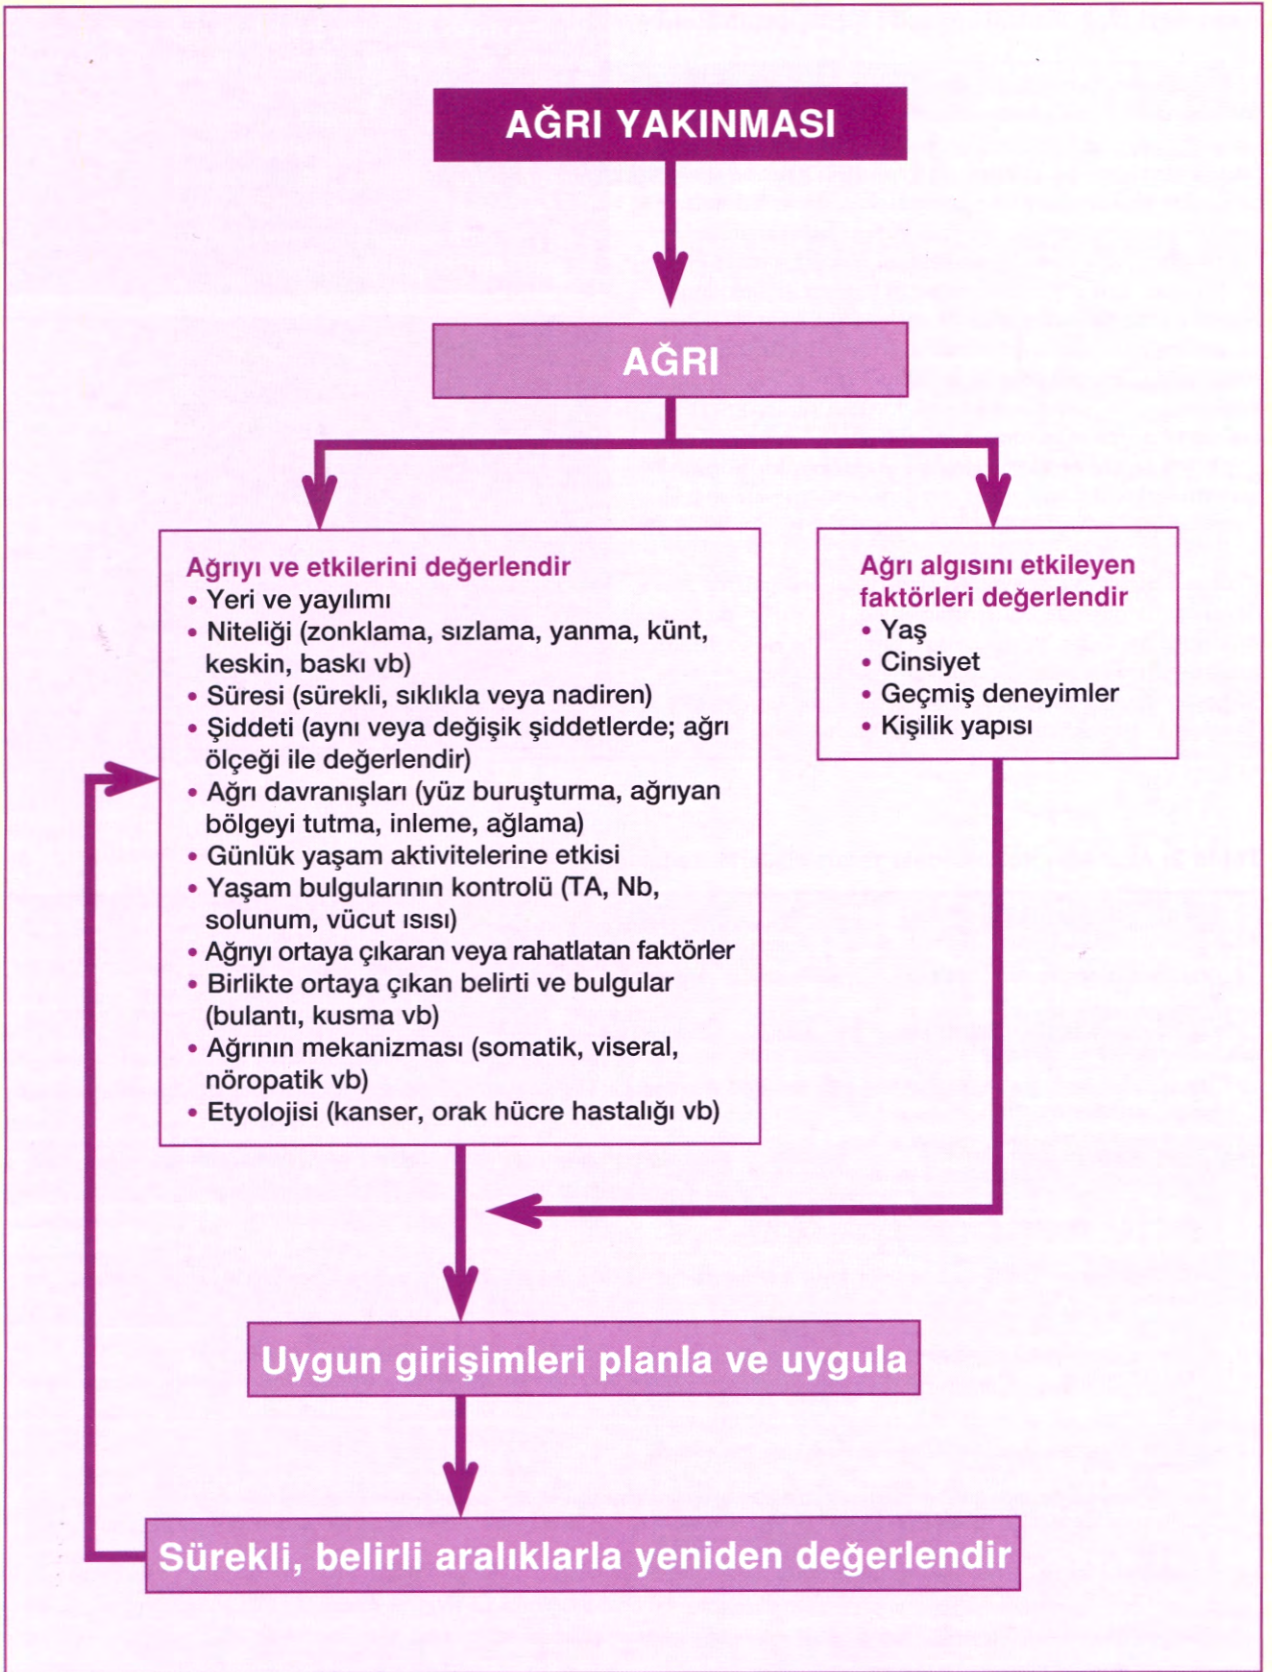 AĞRI YAKINMASI
AĞRI
Ağrıyı ve etkilerini değerlendir
• Yeri ve yayılımı
• Niteliği (zonklama, sızlama, yanma, künt,
keskin, baskı vb)
• Süresi (sürekli, sıklıkla veya nadiren)
• Şiddeti (aynı veya değişik şiddetlerde; ağrı
ölçeği ile değerlendir)
• Ağrı davranışları (yüz buruşturma, ağrıyan
bölgeyi tutma, inleme, ağlama)
• Günlük yaşam aktivitelerine etkisi
• Yaşam bulgularının kontrolü (TA, Nb,
solunum, vücut ısısı)
• Ağrıyı ortaya çıkaran veya rahatlatan faktörler
• Birlikte ortaya çıkan belirti ve bulgular
(bulantı, kusma vb)
• Ağrının mekanizması (somatik, viseral,
nöropatik vb)
• Etyolojisi (kanser, orak hücre hastalığı vb)
Ağrı algısını etkileyen
faktörleri değerlendir
• Yaş
• Cinsiyet
• Geçmiş deneyimler
• Kişilik yapısı
Uygun girişimleri planla ve uygula
Sürekli, belirli aralıklarla yeniden değerlendir